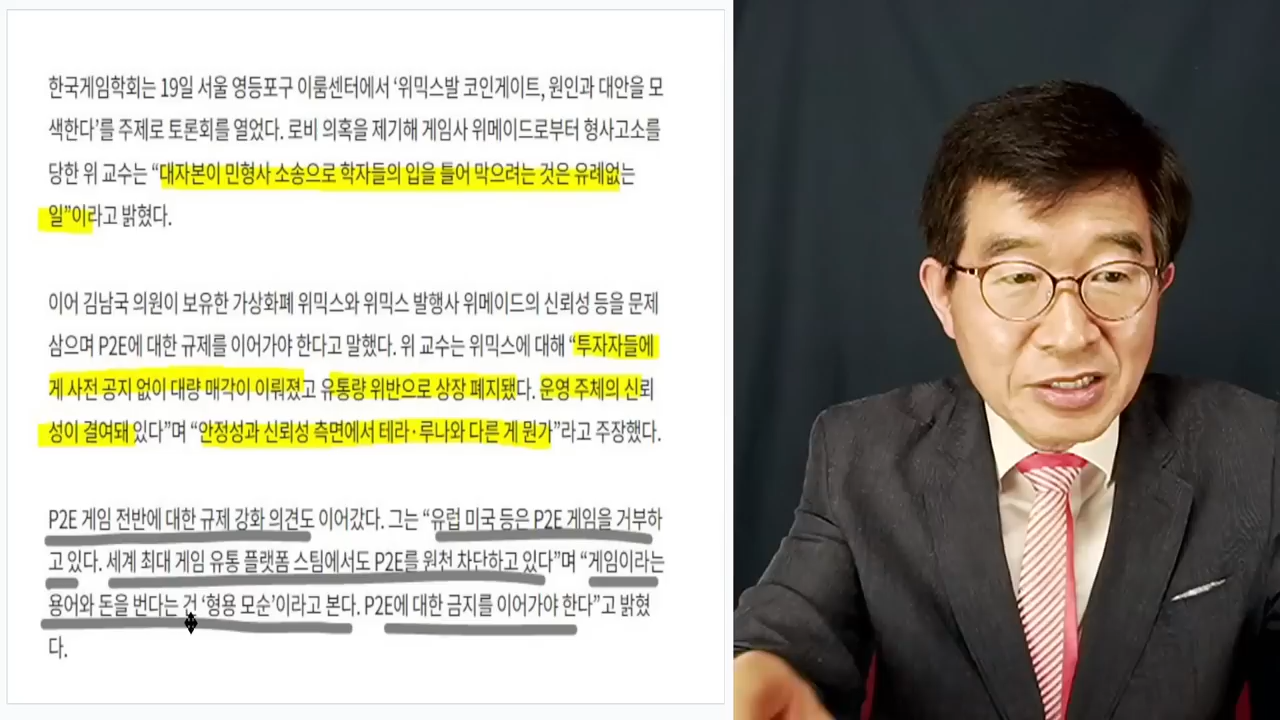 한국게임학회는 19일 서울 영등포구 이룸센터에서 ‘위믹스발 코인게이트, 원인과 대안을 모
색한다’를 주제로 토론회를 열었다. 로비 의혹을 제기해 게임사 위메이드로부터 형사고소를
당한 위 교수는 “대자본이 민형사 소송으로 학자들의 입을 틀어 막으려는 것은 유례없는
일”이라고 밝혔다.
이어 김남국 의원이 보유한 가상화폐 위믹스와 위믹스 발행사 위메이드의 신뢰성 등을 문제
삼으며 P2E에 대한 규제를 이어가야 한다고 말했다. 위 교수는 위믹스에 대해 “투자자들에
게 사전 공지 없이 대량 매각이 이뤄졌고 유통량 위반으로 상장 폐지됐다. 운영 주체의 신뢰
성이 결여돼 있다”며 “안정성과 신뢰성 측면에서 테라·루나와 다른 게 뭔가”라고 주장했다.
P2E 게임 전반에 대한 규제 강화 의견도 이어갔다. 그는 “유럽 미국 등은 P2E 게임을 거부하
고 있다. 세계 최대 게임 유통 플랫폼 스팀에서도 P2E를 원천 차단하고 있다”며 “게임이라는
용어와 돈을 번다는 건 ‘형용 모순’이라고 본다. P2E에 대한 금지를 이어가야 한다”고 밝혔
다.